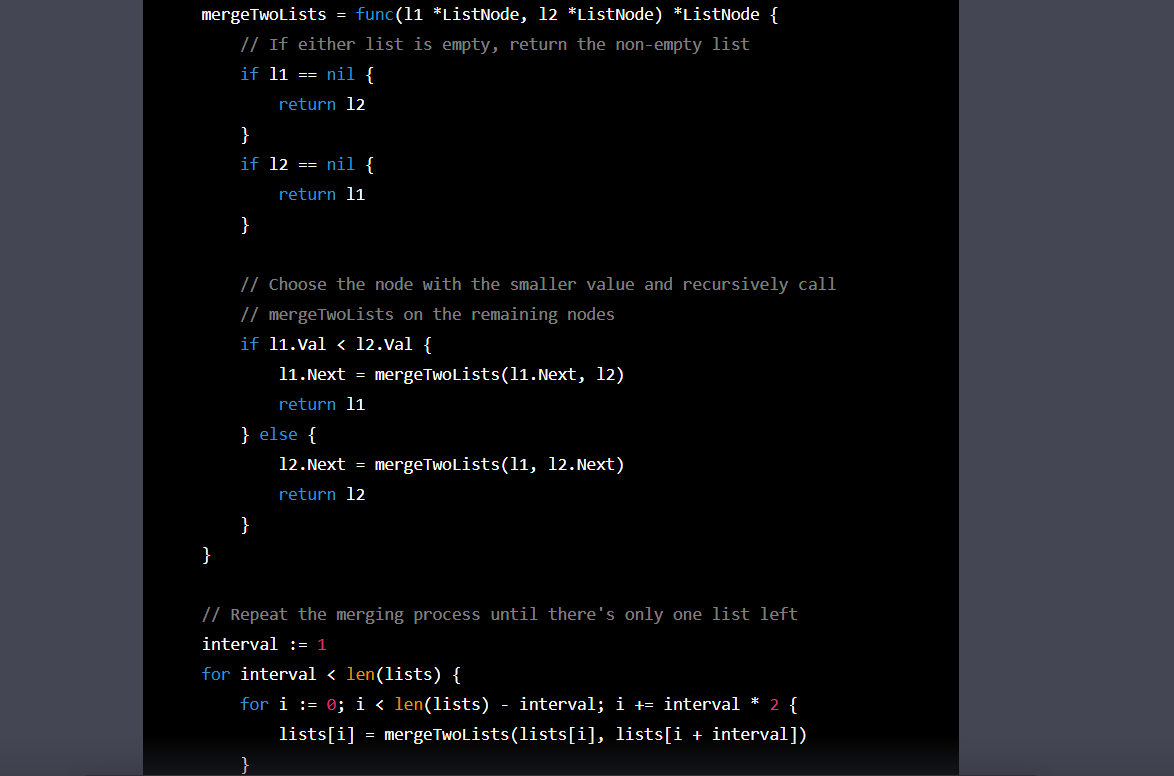 mergeTwoLists = func(l1 *ListNode, l2 *ListNode) *ListNode {
    // If either list is empty, return the non-empty list
    if l1 == nil {
        return l2
    }
    if l2 == nil {
        return l1
    }

    // Choose the node with the smaller value and recursively call
    // mergeTwoLists on the remaining nodes
    if l1.Val < l2.Val {
        l1.Next = mergeTwoLists(l1.Next, l2)
        return l1
    } else {
        l2.Next = mergeTwoLists(l1, l2.Next)
        return l2
    }
}

// Repeat the merging process until there's only one list left
interval := 1
for interval < len(lists) {
    for i := 0; i < len(lists) - interval; i += interval * 2 {
        lists[i] = mergeTwoLists(lists[i], lists[i + interval])
    }